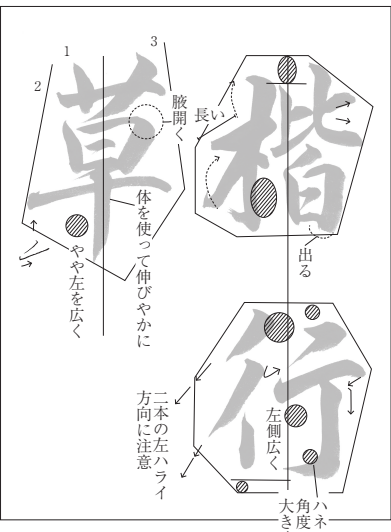 楷
長い
出る
行
左側広く
二本の左ハライ
方向に注意
ハネ
角度
大き
草
1
2
3
腋開く
体を使って伸びやかに
やや左を広く